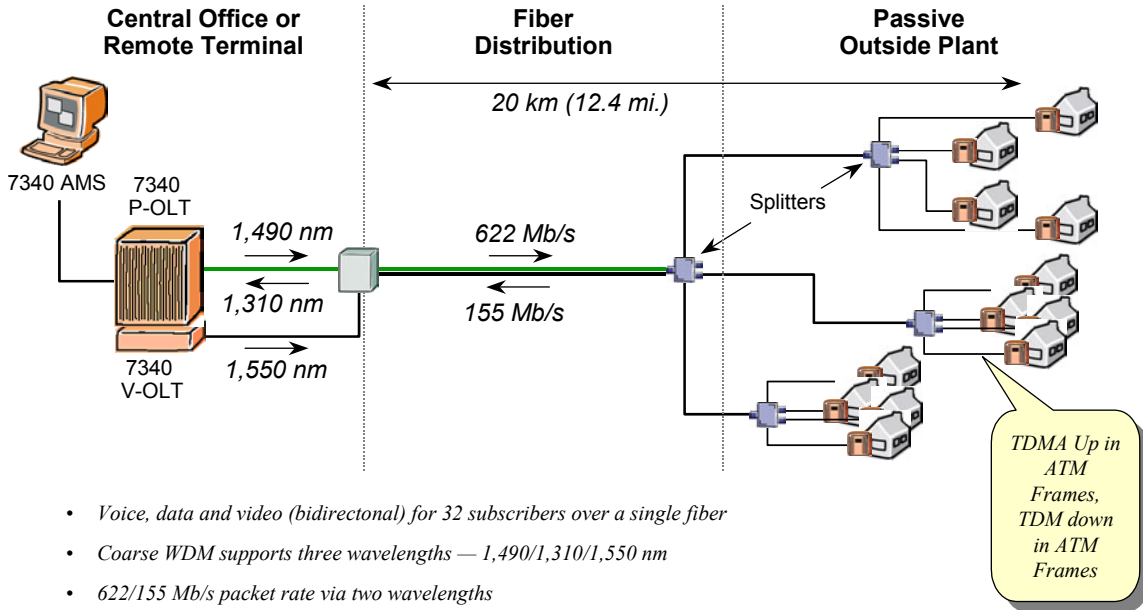 Central Office or
Remote Terminal
Fiber
Distribution
Passive
Outside Plant
20 km (12.4 mi.)
7340 AMS
7340
P-OLT
1,490 nm
1,310 nm
622 Mb/s
155 Mb/s
Splitters
7340
V-OLT
1,550 nm
TDMA Up in
ATM
Frames,
TDM down
in ATM
Frames
• Voice, data and video (bidirectonal) for 32 subscribers over a single fiber
• Coarse WDM supports three wavelengths — 1,490/1,310/1,550 nm
• 622/155 Mb/s packet rate via two wavelengths